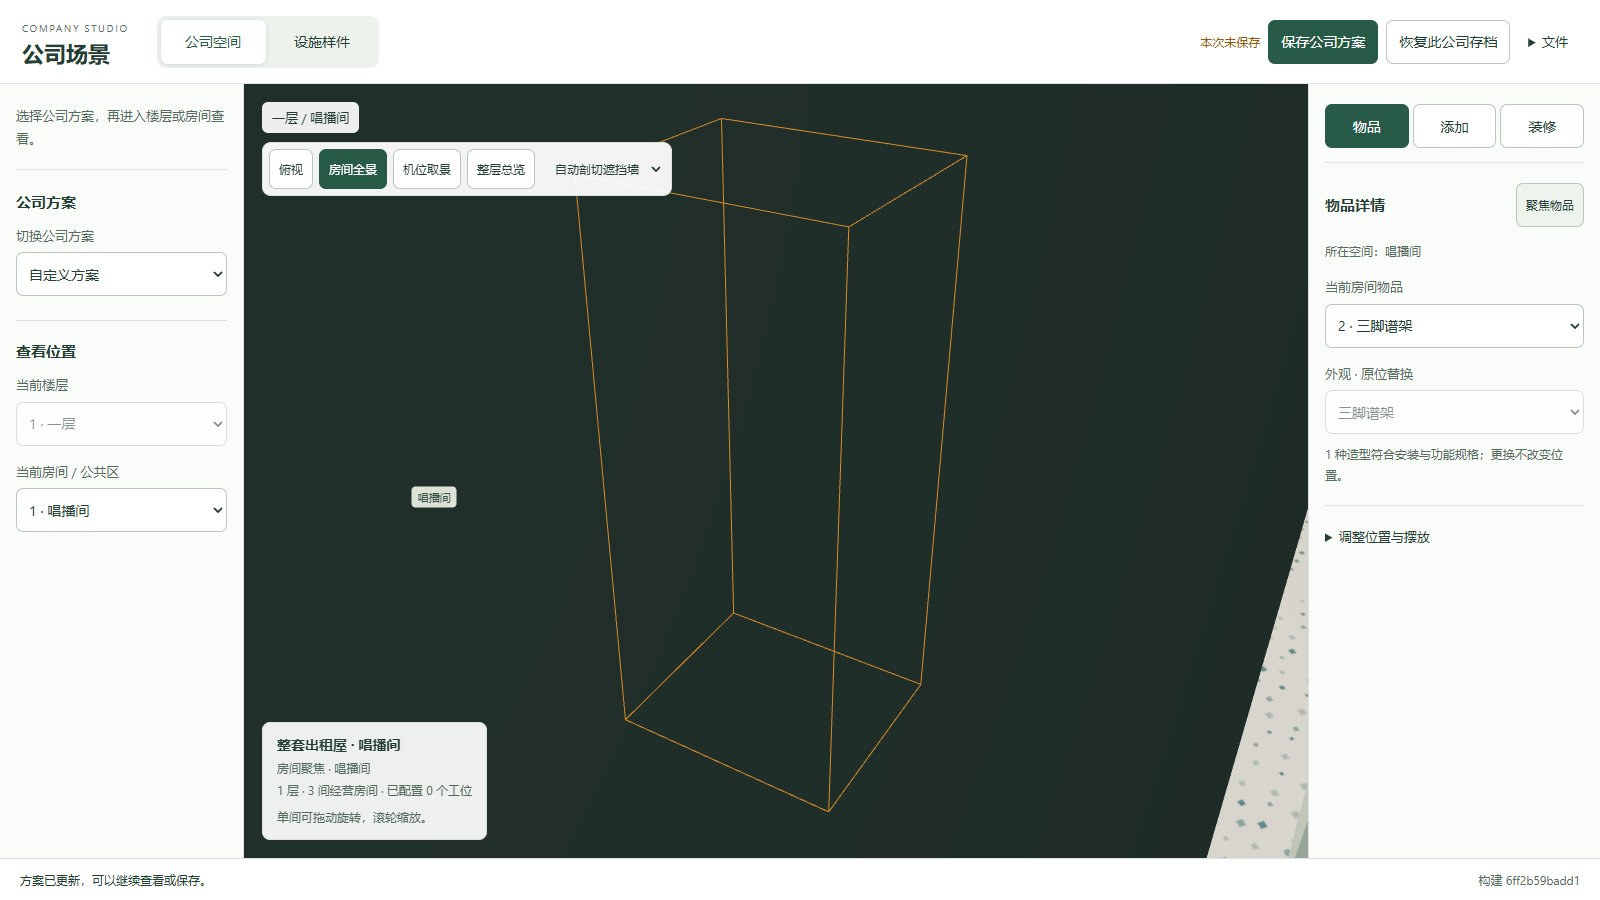 COMPANY STUDIO
公司场景
公司空间
设施样件
本次未保存
保存公司方案
恢复此公司存档
▶ 文件
选择公司方案，再进入楼层或房间查看。
公司方案
切换公司方案
自定义方案
查看位置
当前楼层
1 · 一层
当前房间 / 公共区
1 · 唱播间
一层 / 唱播间
俯视
房间全景
机位取景
整层总览
自动剖切遮挡墙
唱播间
整套出租屋 · 唱播间
房间聚焦 · 唱播间
1 层 · 3 间经营房间 · 已配置 0 个工位
单间可拖动旋转，滚轮缩放。
物品
添加
装修
物品详情
聚焦物品
所在空间：唱播间
当前房间物品
2 · 三脚谱架
外观 · 原位替换
三脚谱架
1 种造型符合安装与功能规格；更换不改变位置。
▶ 调整位置与摆放
方案已更新，可以继续查看或保存。
构建 6ff2b59badd1